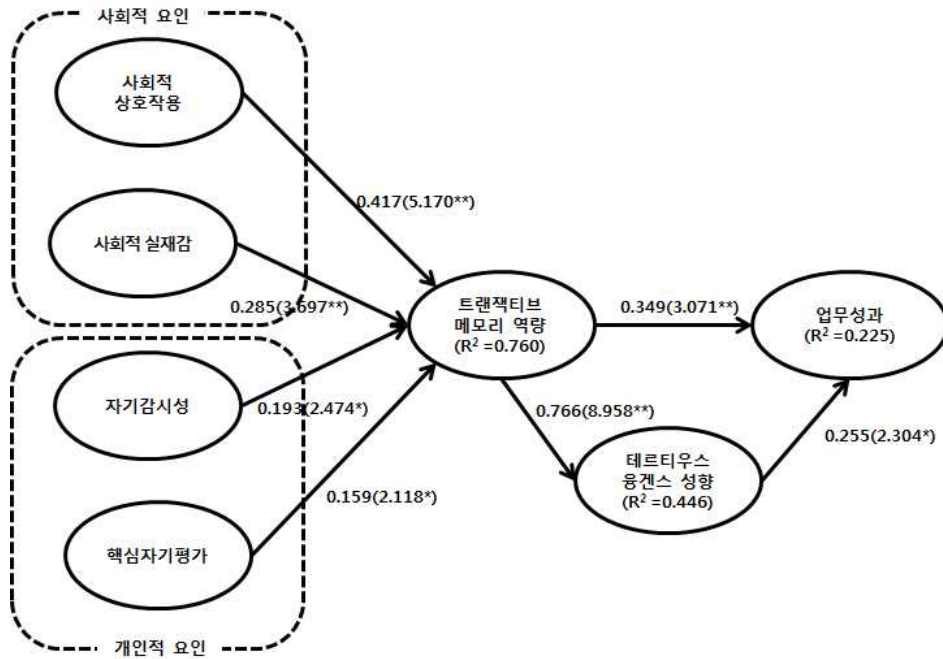 사회적 요인
사회적
상호작용
0.417(5.170**)
사회적 실재감
0.285(3.697**)
트랜잭티브
메모리 역량
(R² =0.760)
0.349(3.071**)
업무성과
(R² =0.225)
자기감시성
0.193(2.474*)
0.766(8.958**)
0.255(2.304*)
테르티우스
융겐스 성향
(R² =0.446)
0.159(2.118*)
핵심자기평가
개인적 요인